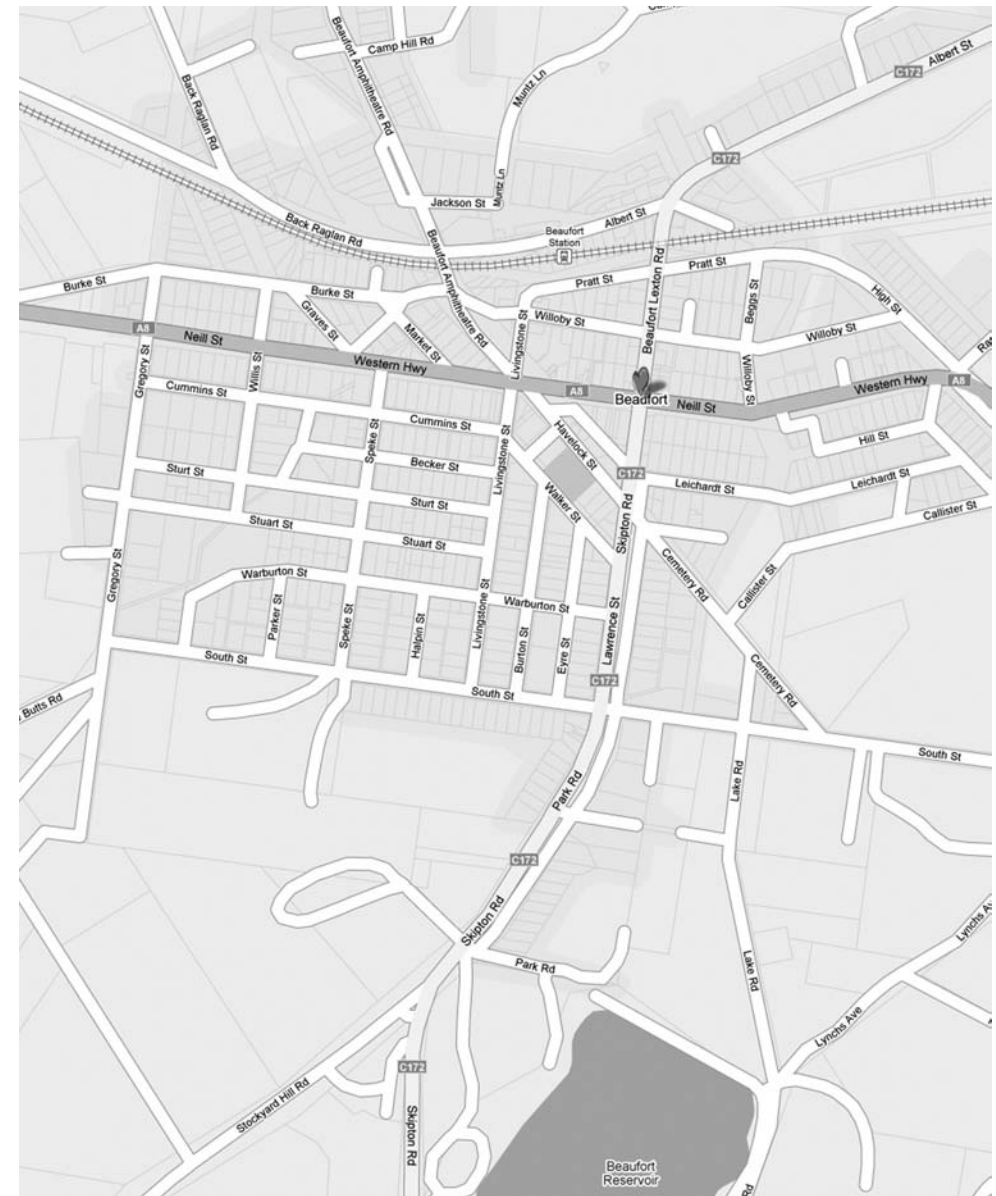 Camp Hill Rd
Beaufort Amphitheatre Rd
Albert St
C172
Muntz Ln
Back Raglan Rd
C172
Muntz Ln
Jackson St
Albert St
Back Raglan Rd
Beaufort
Station
Beaufort Amphitheatre Rd
Beaufort Lexton Rd
Pratt St
Pratt St
Burke St
Burke St
High St
Beggs St
Graves St
Willoby St
Willoby St
A8
Neill St
Market St
Livingstone St
Western Hwy
Gregory St
Willis St
Willoby St
Western Hwy
A8
A8
Cummins St
Beaufort
Neill St
Cummins St
Speke St
Havelock St
Hill St
Livingstone St
Becker St
Sturt St
C172
Leichardt St
Sturt St
Walker St
Callister St
Stuart St
Skipton Rd
Stuart St
Gregory St
Cemetery Rd
Callister St
Warburton St
Warburton St
Parker St
Speke St
Halpin St
Livingstone St
Burton St
Eyre St
Lawrence St
South St
C172
Cemetery Rd
South St
Butts Rd
South St
Lake Rd
Park Rd
C172
Skipton Rd
Lynchs Av
Park Rd
Lake Rd
Lynchs Ave
C172
Stockyard Hill Rd
Skipton Rd
Beaufort
Reservoir
Rd